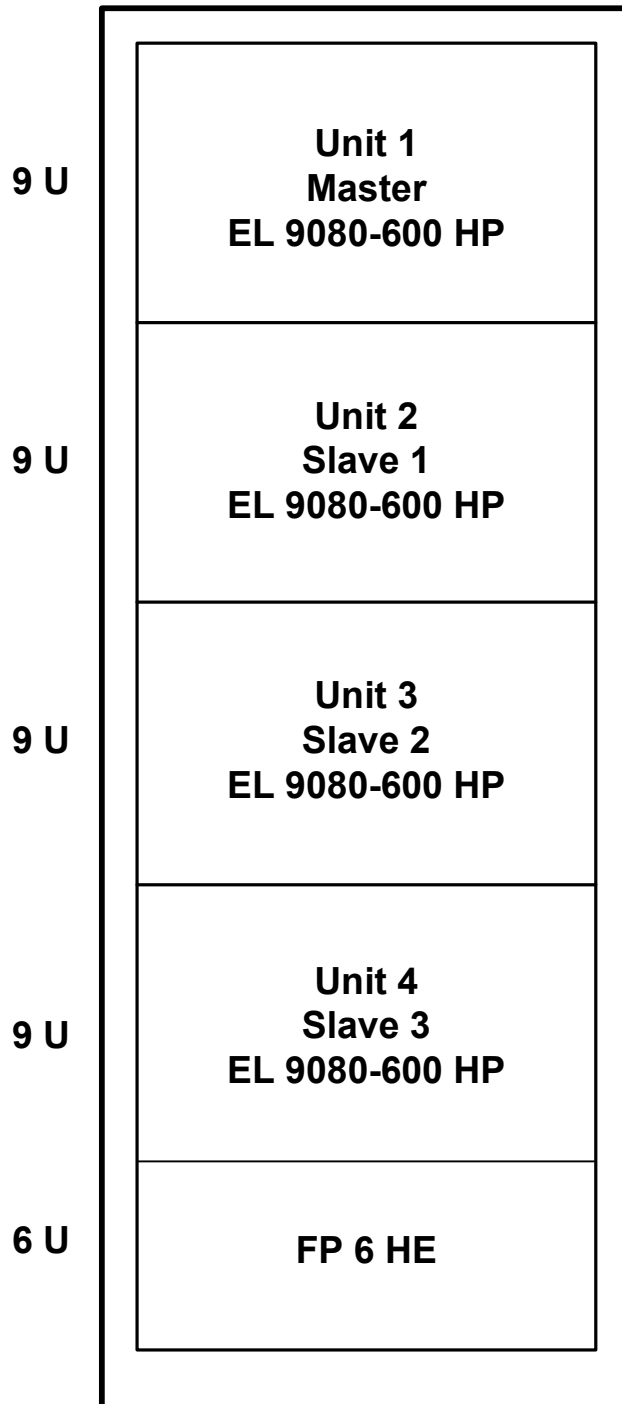 9 U
Unit 1
Master
EL 9080-600 HP
9 U
Unit 2
Slave 1
EL 9080-600 HP
9 U
Unit 3
Slave 2
EL 9080-600 HP
9 U
Unit 4
Slave 3
EL 9080-600 HP
6 U
FP 6 HE